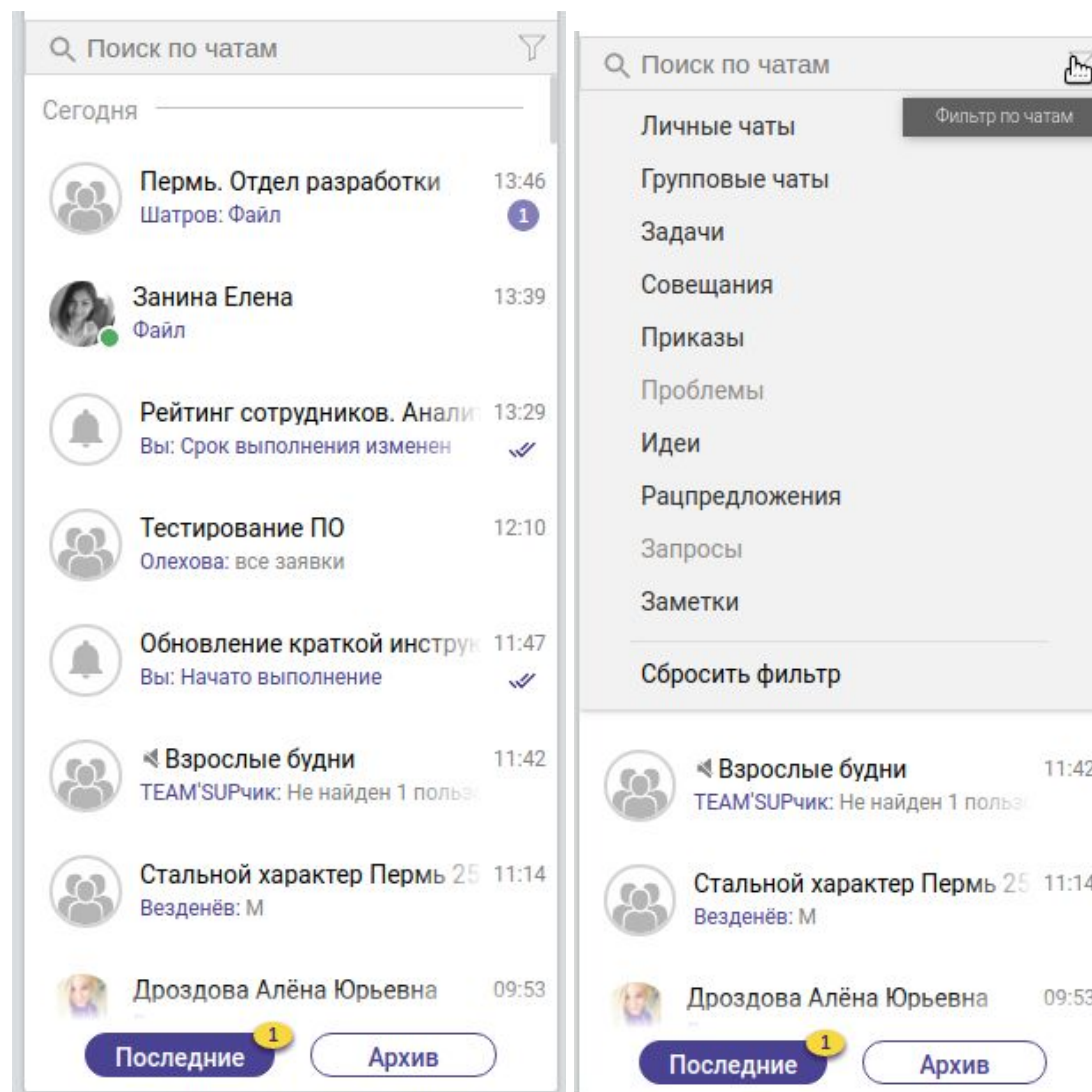 Поиск по чатам
Сегодня
Пермь. Отдел разработки 13:46
Шатров: Файл 1
Занина Елена 13:39
Файл
Рейтинг сотрудников. Анали 13:29
Вы: Срок выполнения изменен
Тестирование ПО 12:10
Олехова: все заявки
Обновление краткой инструк 11:47
Вы: Начато выполнение
Взрослые будни 11:42
TEAM'SUPчик: Не найден 1 польз
Стальной характер Пермь 25 11:14
Везденёв: М
Дроздова Алёна Юрьевна 09:53
1
Последние Архив
Поиск по чатам
Фильтр по чатам
Личные чаты
Групповые чаты
Задачи
Совещания
Приказы
Проблемы
Идеи
Рацпредложения
Запросы
Заметки
Сбросить фильтр
Взрослые будни 11:42
TEAM'SUPчик: Не найден 1 польз
Стальной характер Пермь 25 11:14
Везденёв: М
Дроздова Алёна Юрьевна 09:53
1
Последние Архив